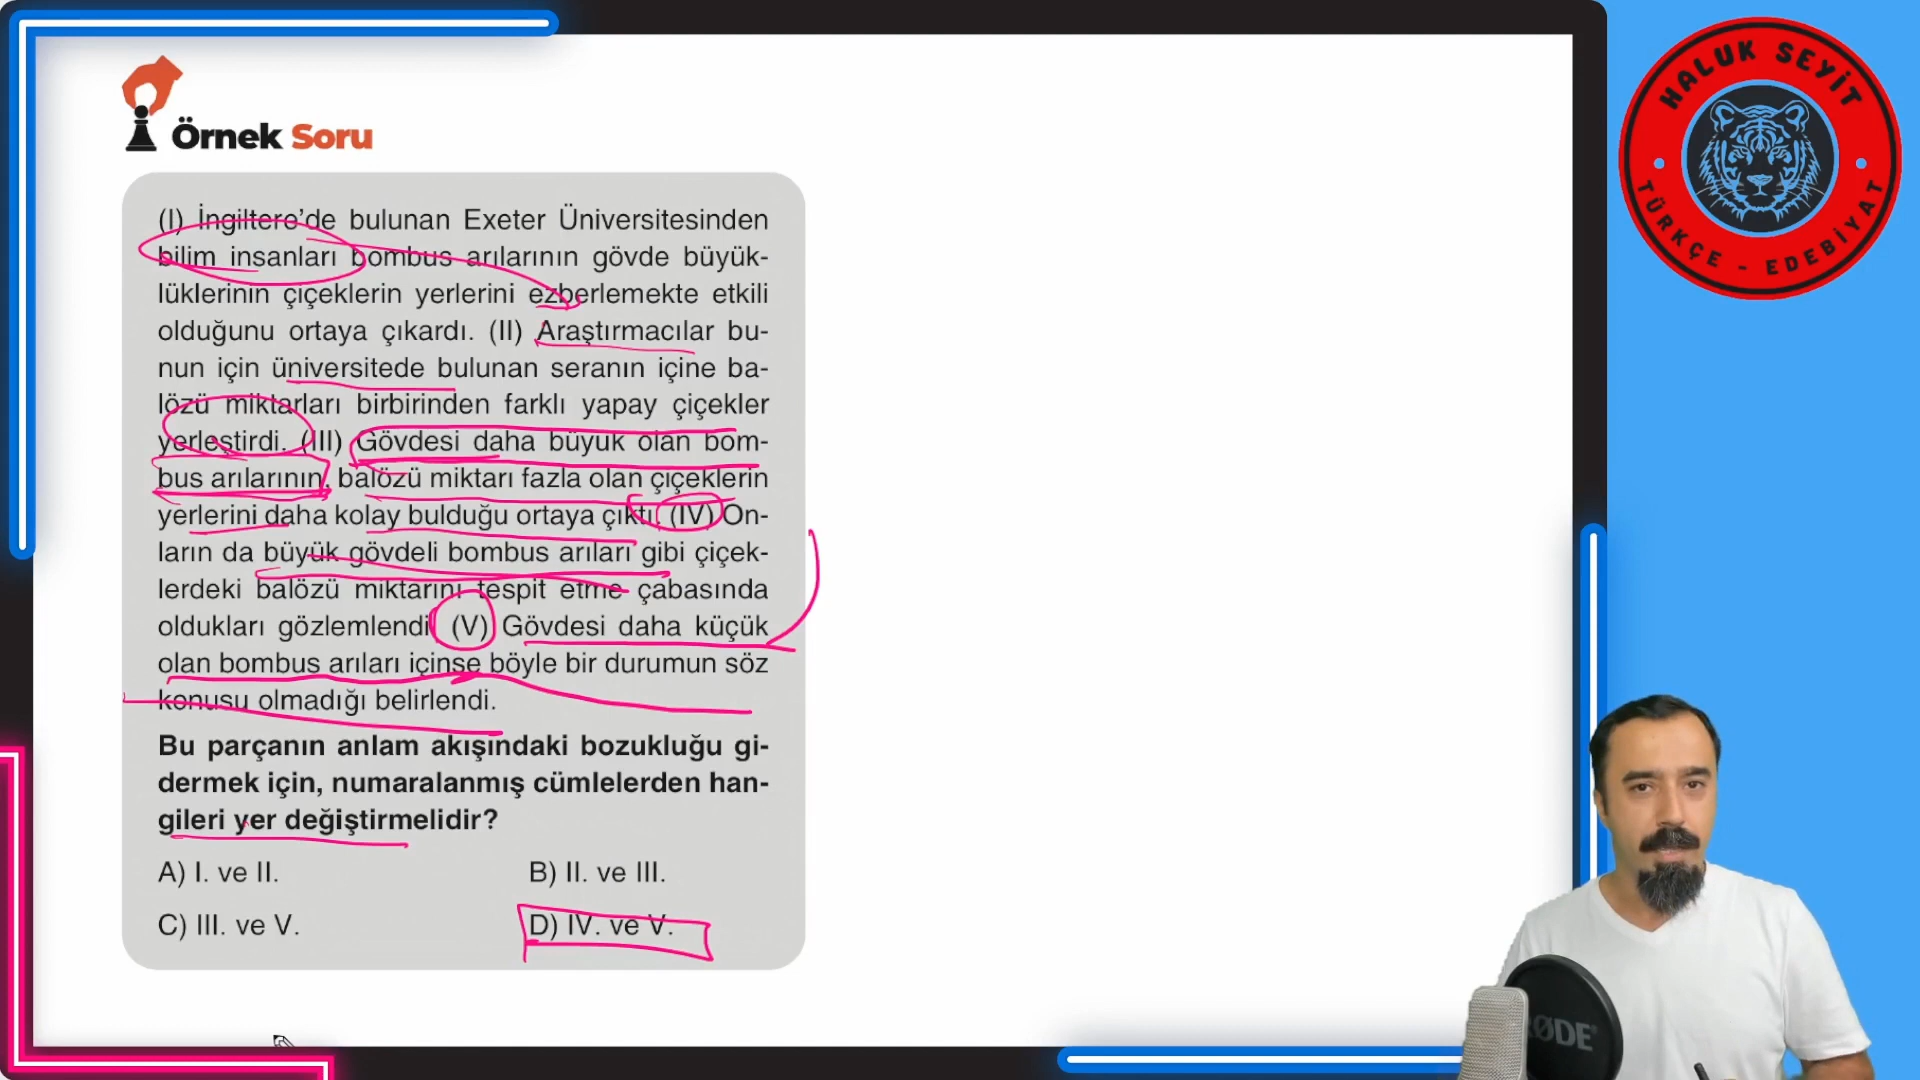 Örnek Soru
(I) İngiltere'de bulunan Exeter Üniversitesinden
bilim insanları bombus arılarının gövde büyük-
lüklerinin çiçeklerin yerlerini ezberlemekte etkili
olduğunu ortaya çıkardı. (II) Araştırmacılar bu-
nun için üniversitede bulunan seranın içine ba-
lözü miktarları birbirinden farklı yapay çiçekler
yerleştirdi. (III) Gövdesi daha büyük olan bom-
bus arılarının, balözü miktarı fazla olan çiçeklerin
yerlerini daha kolay bulduğu ortaya çıktı. (IV) On-
ların da büyük gövdeli bombus arıları gibi çiçek-
lerdeki balözü miktarını tespit etme çabasında
oldukları gözlemlendi. (V) Gövdesi daha küçük
olan bombus arıları içinse böyle bir durumun söz
konusu olmadığı belirlendi.
Bu parçanın anlam akışındaki bozukluğu gi-
dermek için, numaralanmış cümlelerden han-
gileri yer değiştirmelidir?
A) I. ve II.
B) II. ve III.
C) III. ve V.
D) IV. ve V.
HALUK SEYİT
TÜRKÇE - EDEBİYAT
RØDE